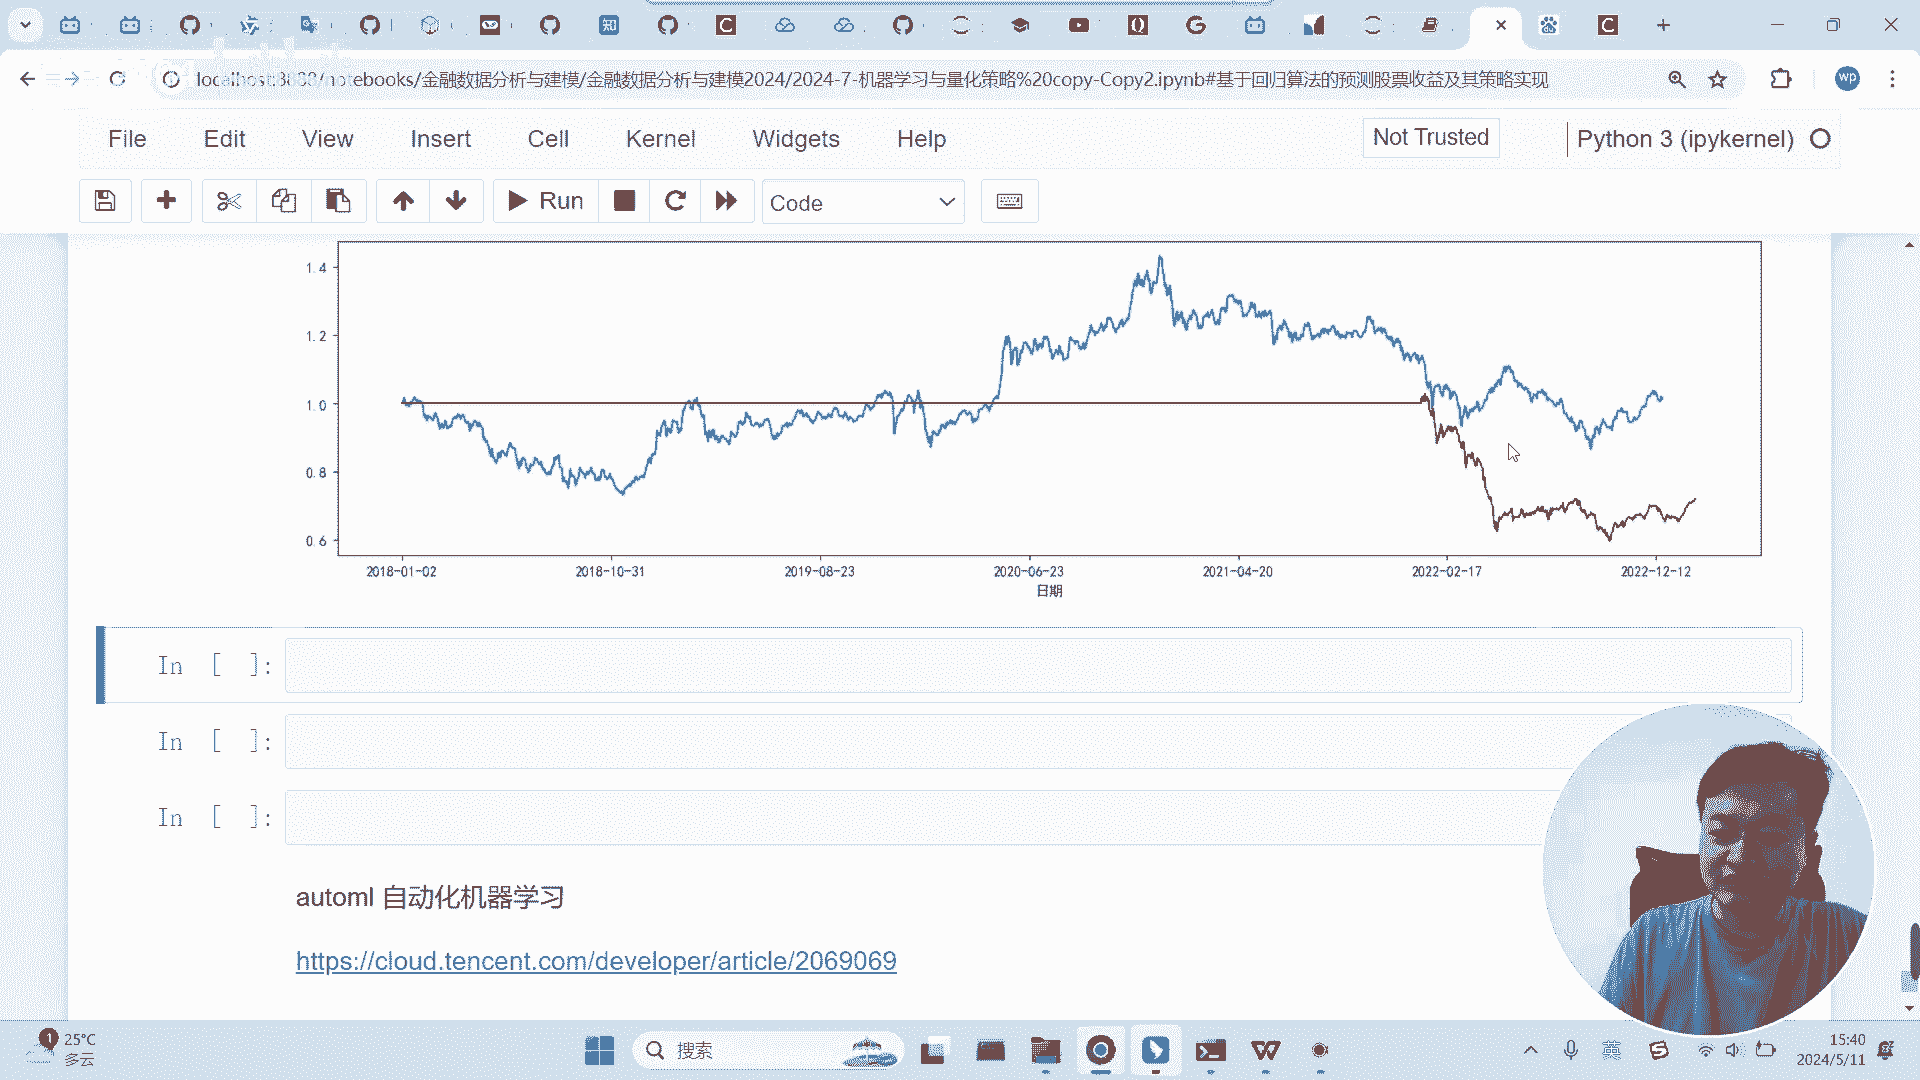 localhost:8888/notebooks/金融数据分析与建模/金融数据分析与建模2024/2024-7-机器学习与量化策略%20copy-Copy2.ipynb#基于回归算法的预测股票收益及其策略实现
wp
File Edit View Insert Cell Kernel Widgets Help
Not Trusted
Python 3 (ipykernel)
Run
Code
1.4
1.2
1.0
0.8
0.6
2018-01-02 2018-10-31 2019-08-23 2020-06-23 2021-04-20 2022-02-17 2022-12-12
日期
In [ ]:
In [ ]:
In [ ]:
automl 自动化机器学习
https://cloud.tencent.com/developer/article/2069069
1
25°C
多云
搜索
英
15:40
2024/5/11